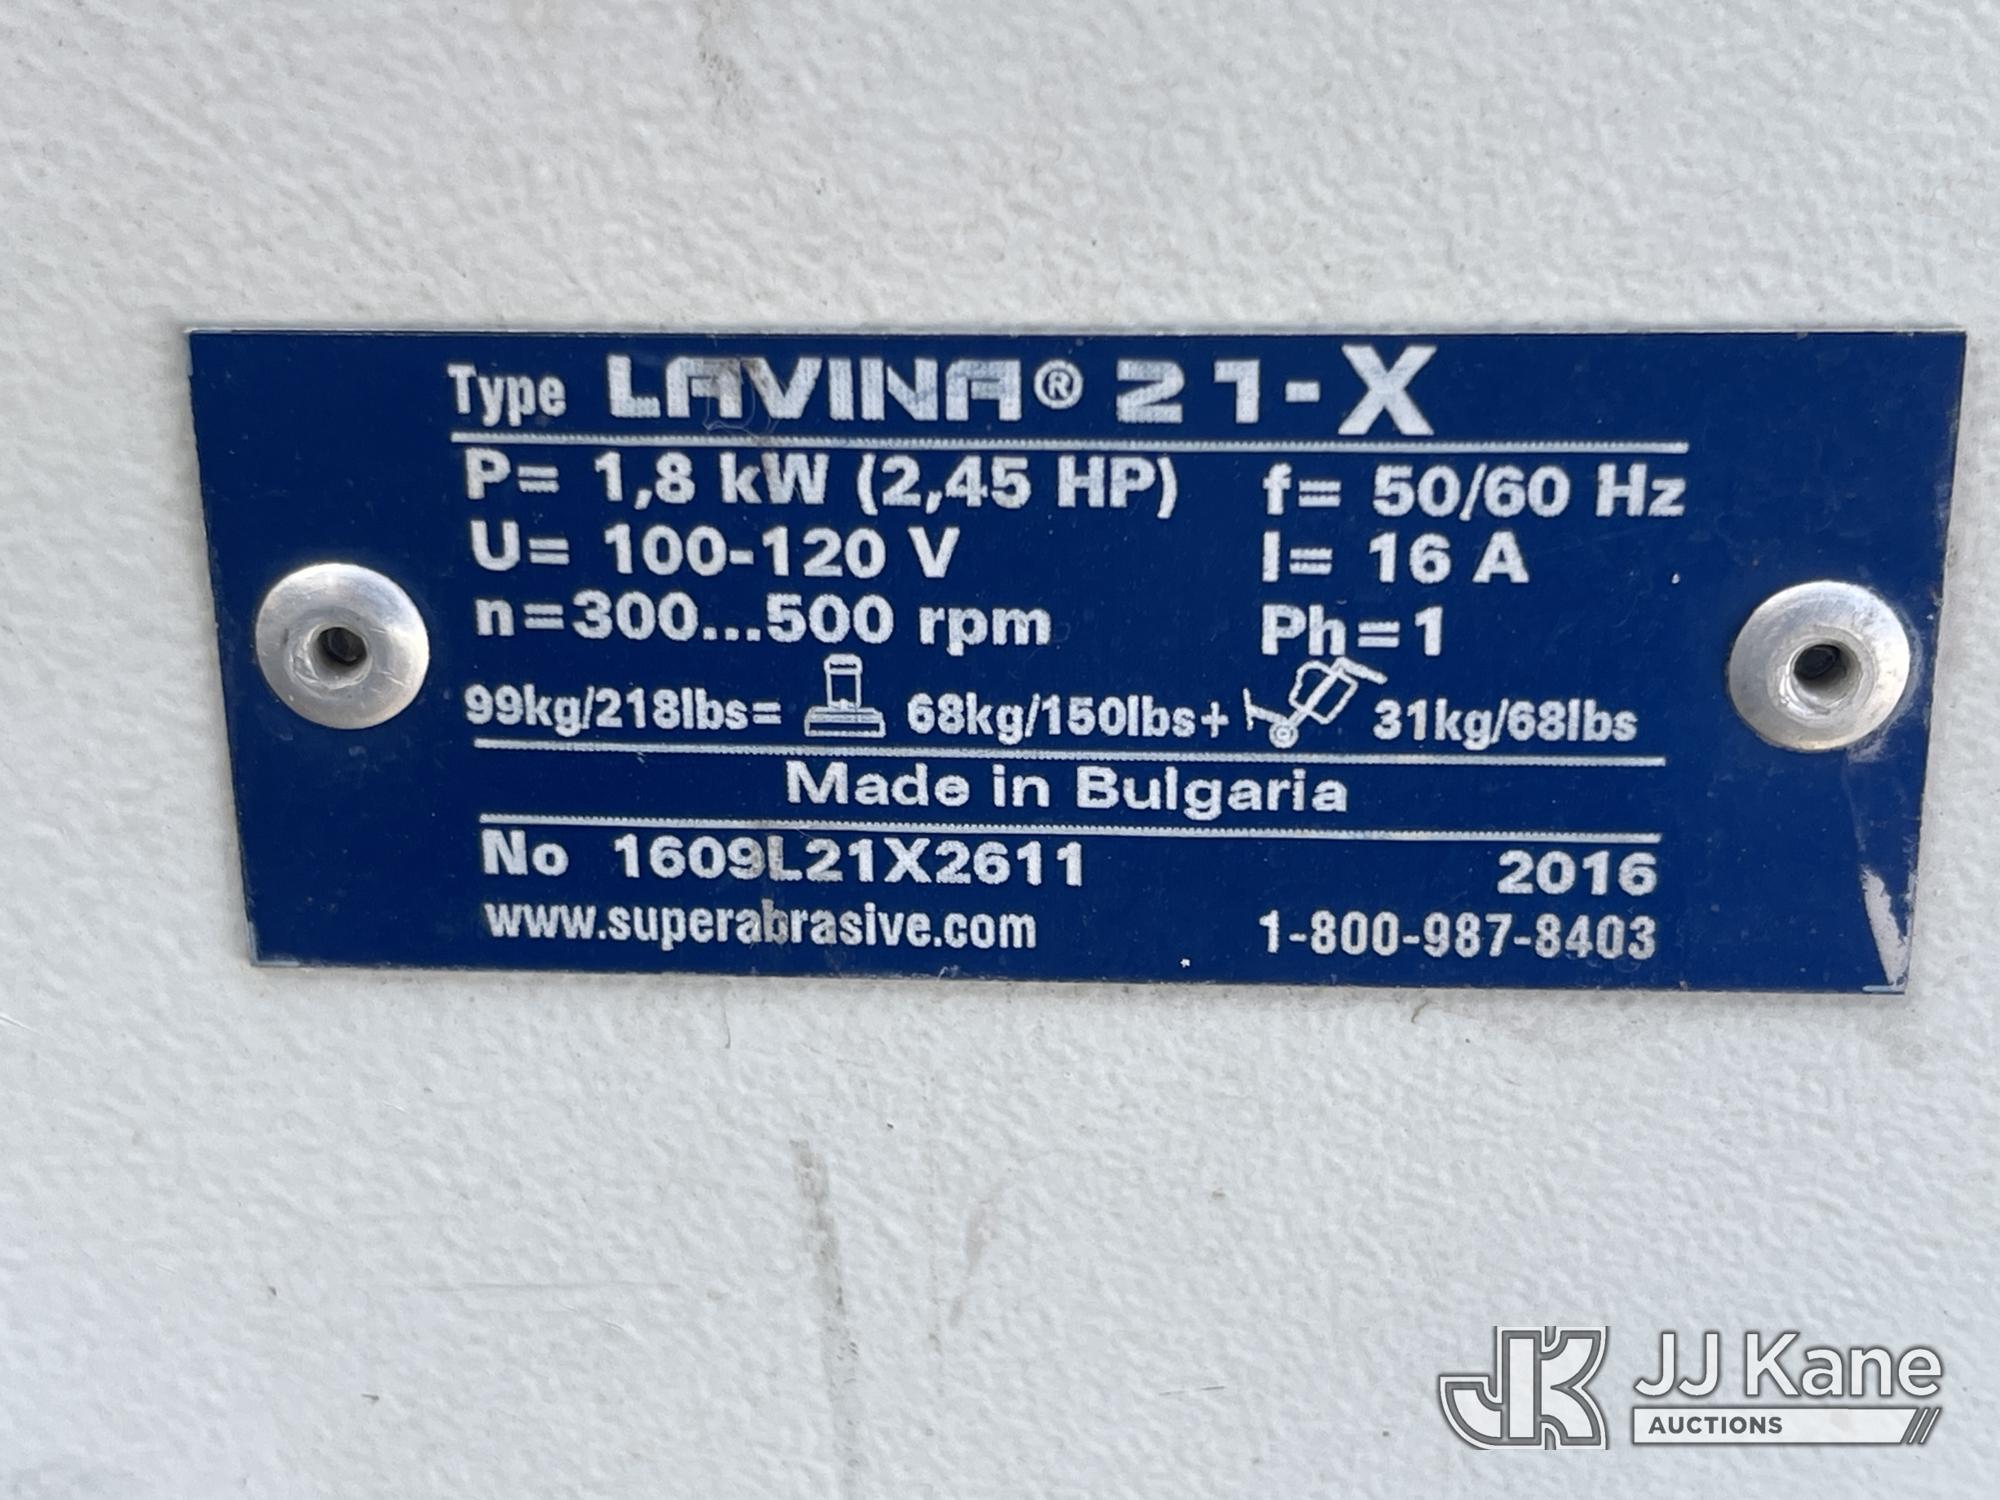 Type LAVINA® 21-X
P= 1,8 kW (2,45 HP) f= 50/60 Hz
U= 100-120 V I= 16 A
n=300...500 rpm Ph=1
99kg/218lbs= 68kg/150lbs+ 31kg/68lbs
Made in Bulgaria
No 1609L21X2611 2016
www.superabrasive.com 1-800-987-8403
JK JJ Kane
AUCTIONS